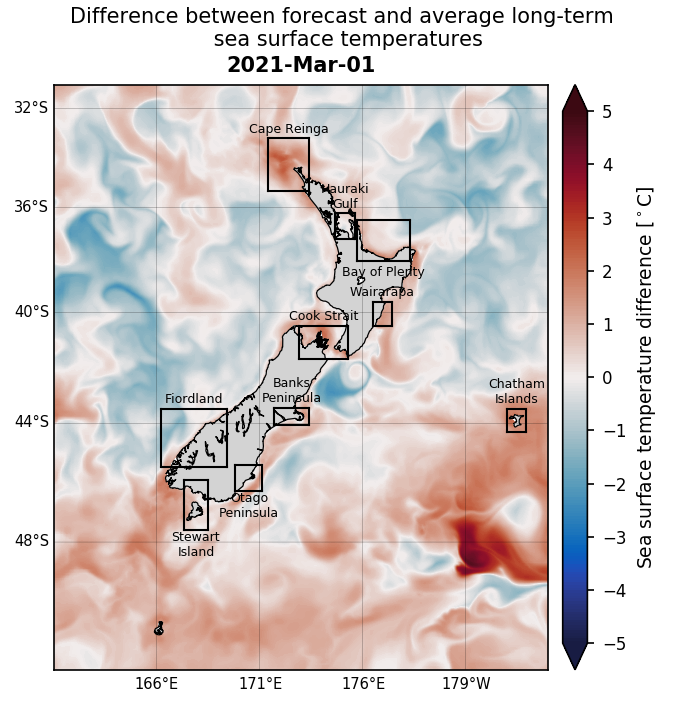 Difference between forecast and average long-term
sea surface temperatures
2021-Mar-01
32°S
36°S
40°S
44°S
48°S
Cape Reinga
Hauraki
Gulf
Bay of Plenty
Wairarapa
Cook Strait
Banks
Peninsula
Fiordland
Chatham
Islands
Otago
Peninsula
Stewart
Island
166°E
171°E
176°E
179°W
5
4
3
2
1
0
−1
−2
−3
−4
−5
Sea surface temperature difference [°C]